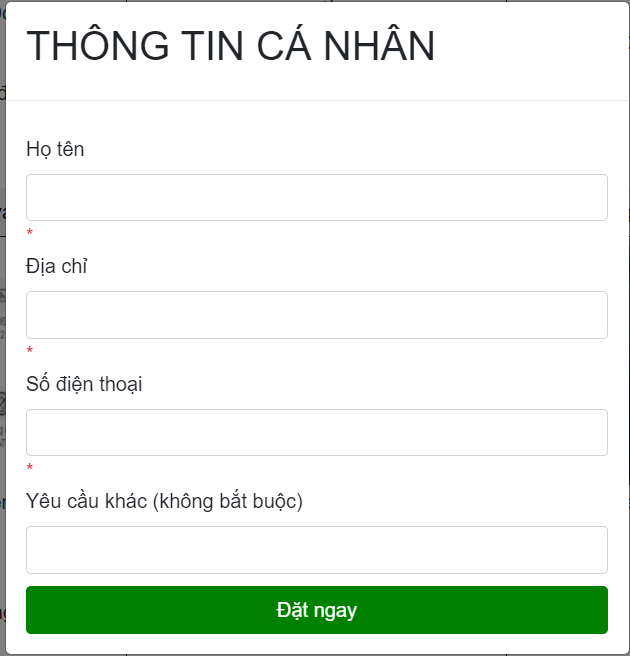 THÔNG TIN CÁ NHÂN
Họ tên
*
Địa chỉ
*
Số điện thoại
*
Yêu cầu khác (không bắt buộc)
Đặt ngay